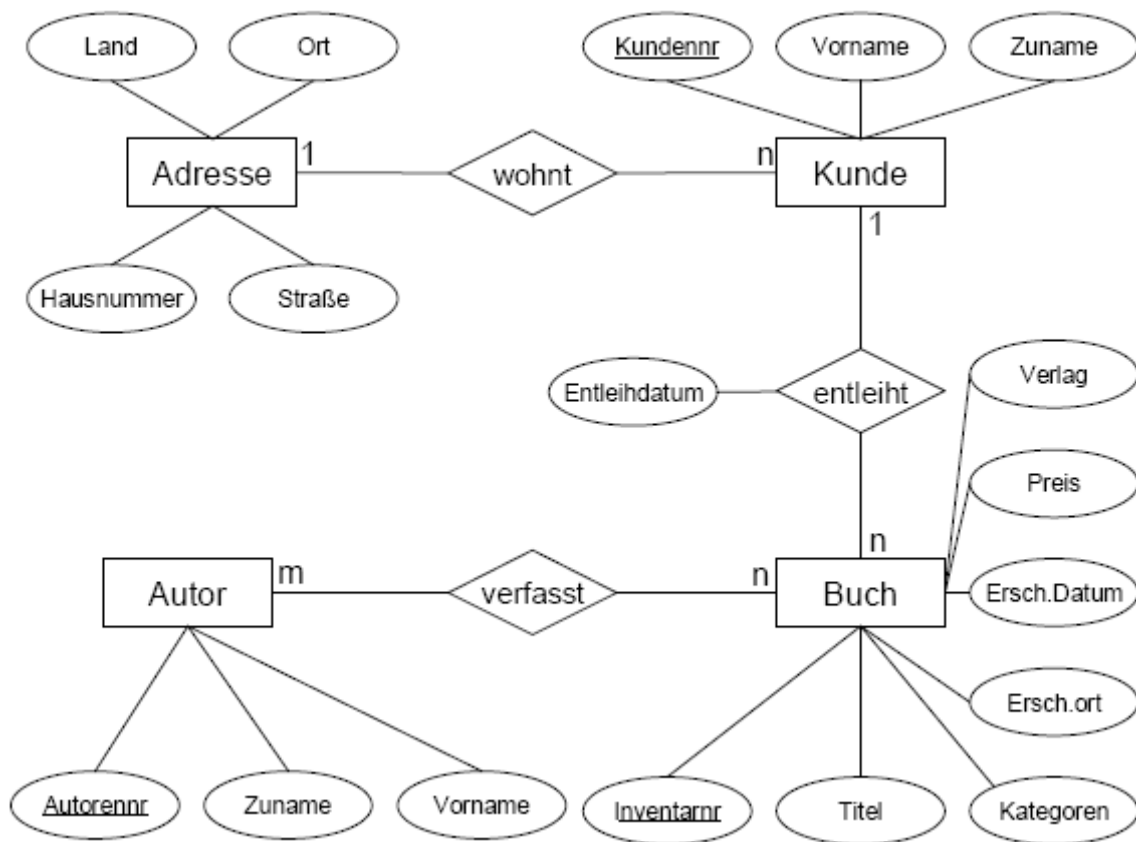 Land
Ort
Kundennr
Vorname
Zuname
Adresse
1
wohnt
n
Kunde
1
Hausnummer
Straße
Entleihdatum
entleiht
Verlag
Preis
n
Autor
m
verfasst
n
Buch
Ersch.Datum
Ersch.ort
Autorennr
Zuname
Vorname
Inventarnr
Titel
Kategoren